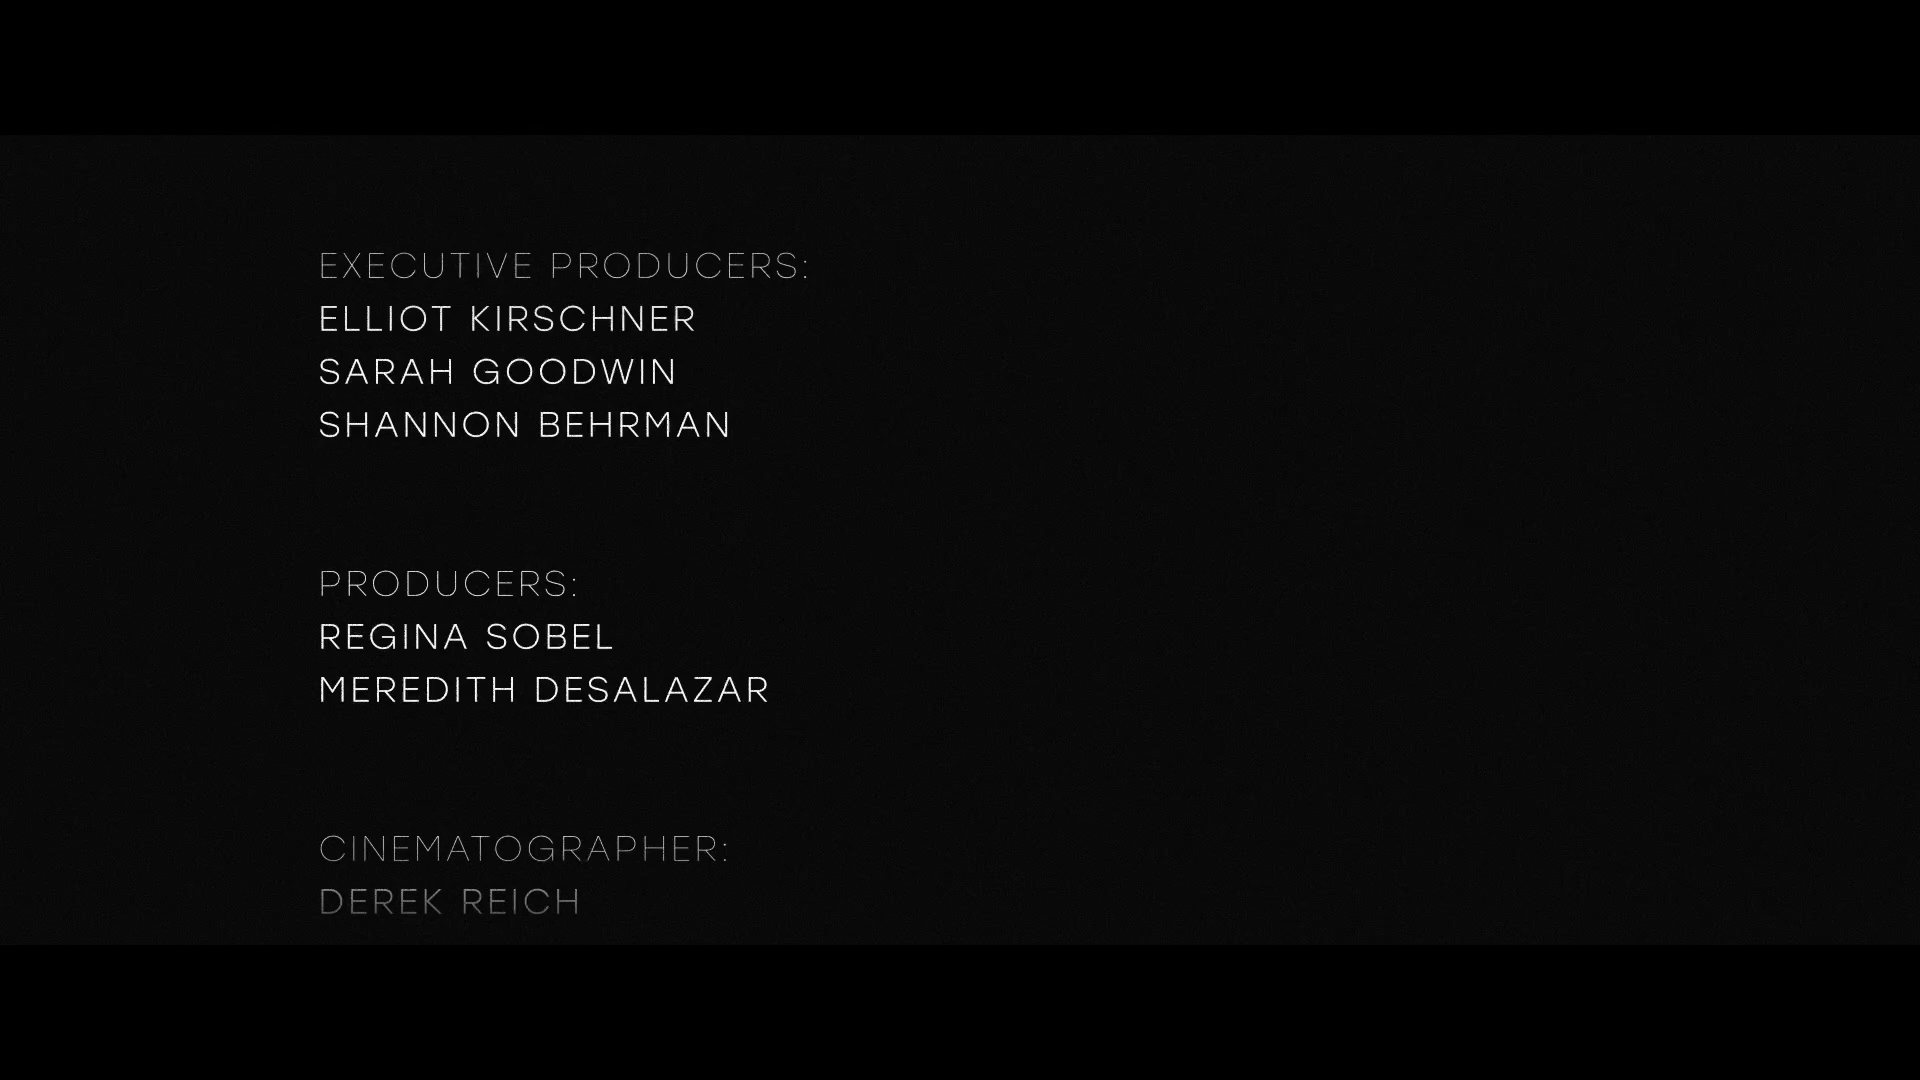 EXECUTIVE PRODUCERS:
ELLIOT KIRSCHNER
SARAH GOODWIN
SHANNON BEHRMAN
PRODUCERS:
REGINA SOBEL
MEREDITH DESALAZAR
CINEMATOGRAPHER:
DEREK REICH